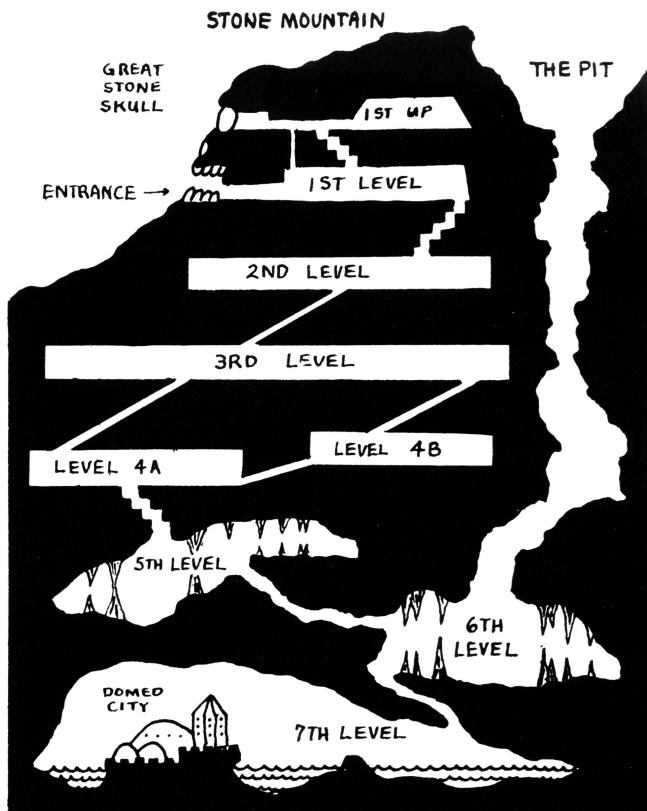 STONE MOUNTAIN
GREAT
STONE
SKULL
THE PIT
1ST UP
ENTRANCE →
1ST LEVEL
2ND LEVEL
3RD LEVEL
LEVEL 4A
LEVEL 4B
5TH LEVEL
6TH
LEVEL
DOMED
CITY
7TH LEVEL